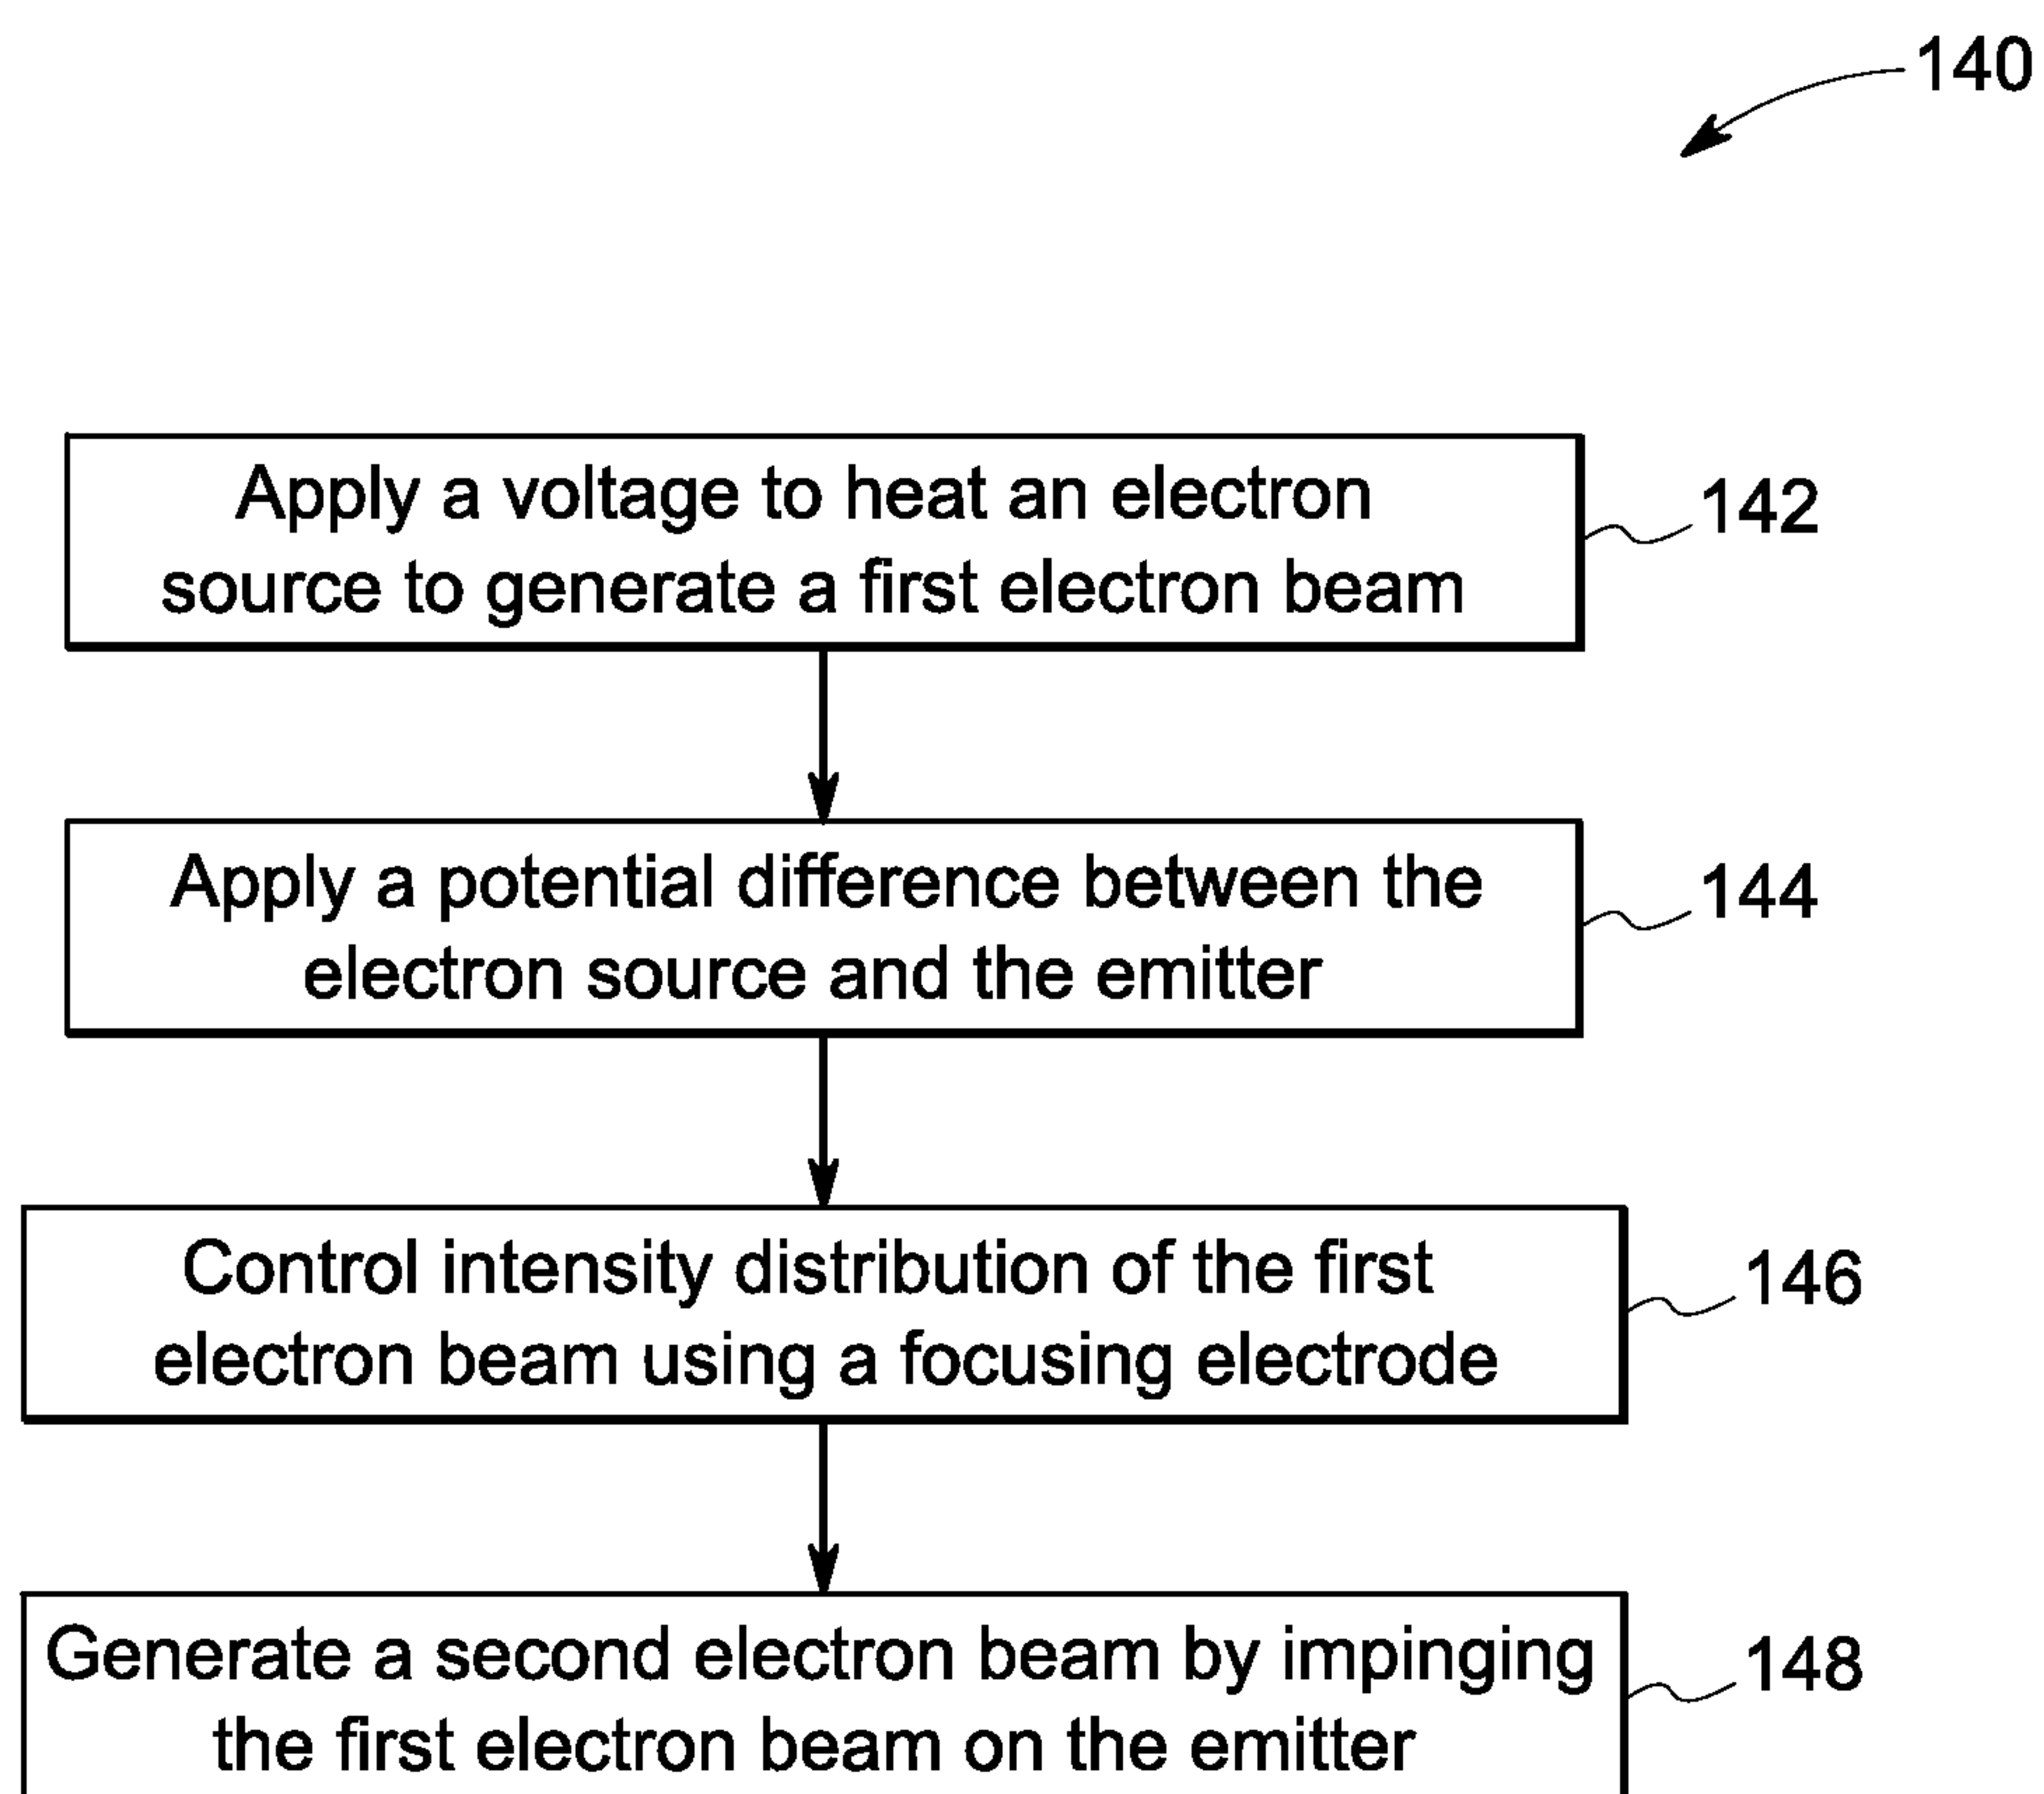 140
Apply a voltage to heat an electron
source to generate a first electron beam
142
Apply a potential difference between the
electron source and the emitter
144
Control intensity distribution of the first
electron beam using a focusing electrode
146
Generate a second electron beam by impinging
the first electron beam on the emitter
148